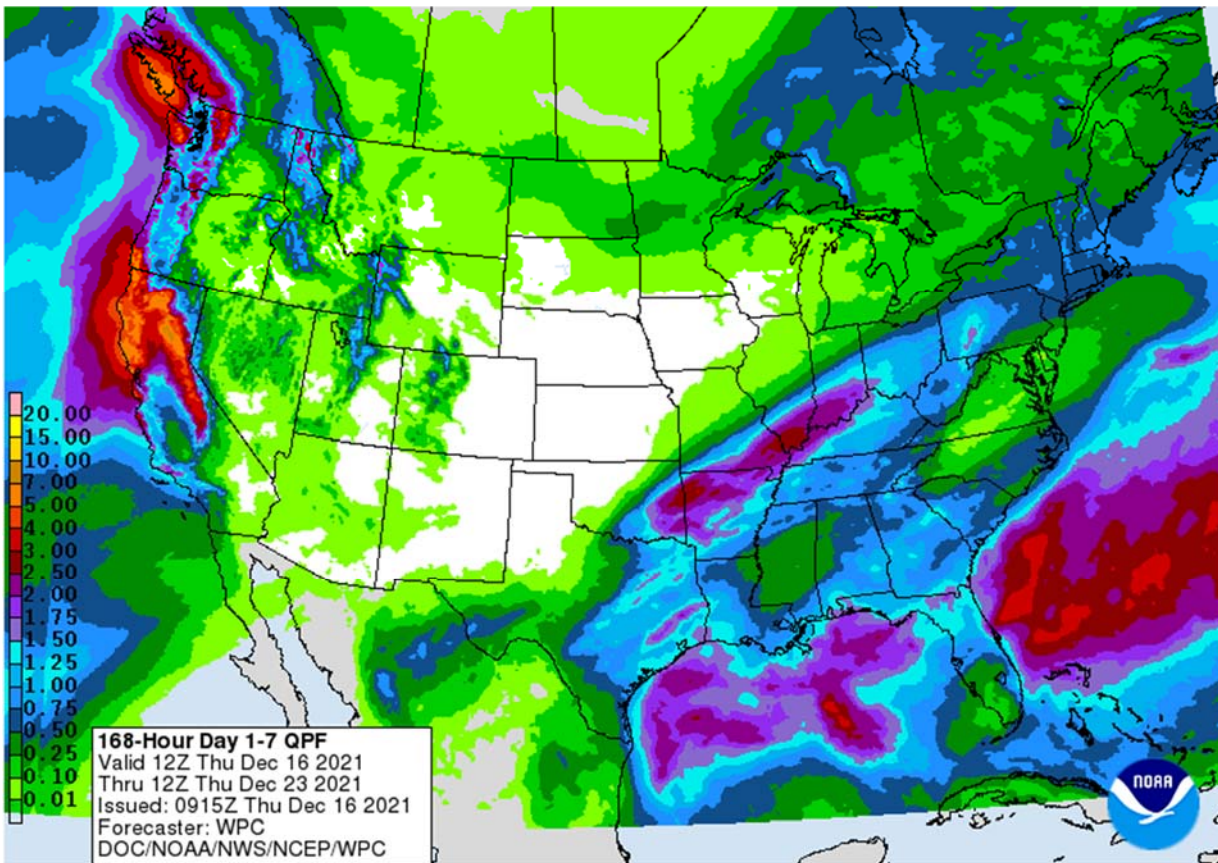 20.00
15.00
10.00
7.00
5.00
4.00
3.00
2.50
2.00
1.75
1.50
1.25
1.00
0.75
0.50
0.25
0.10
0.01
168-Hour Day 1-7 QPF
Valid 12Z Thu Dec 16 2021
Thru 12Z Thu Dec 23 2021
Issued: 0915Z Thu Dec 16 2021
Forecaster: WPC
DOC/NOAA/NWS/NCEP/WPC
NOAA